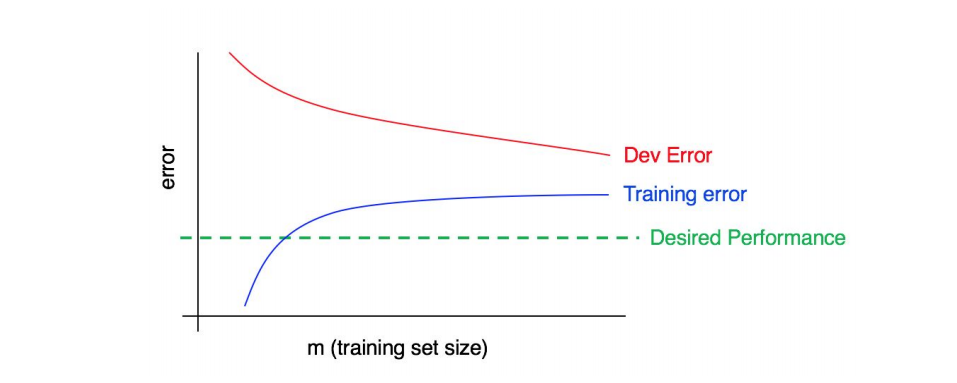 error
Dev Error
Training error
Desired Performance
m (training set size)